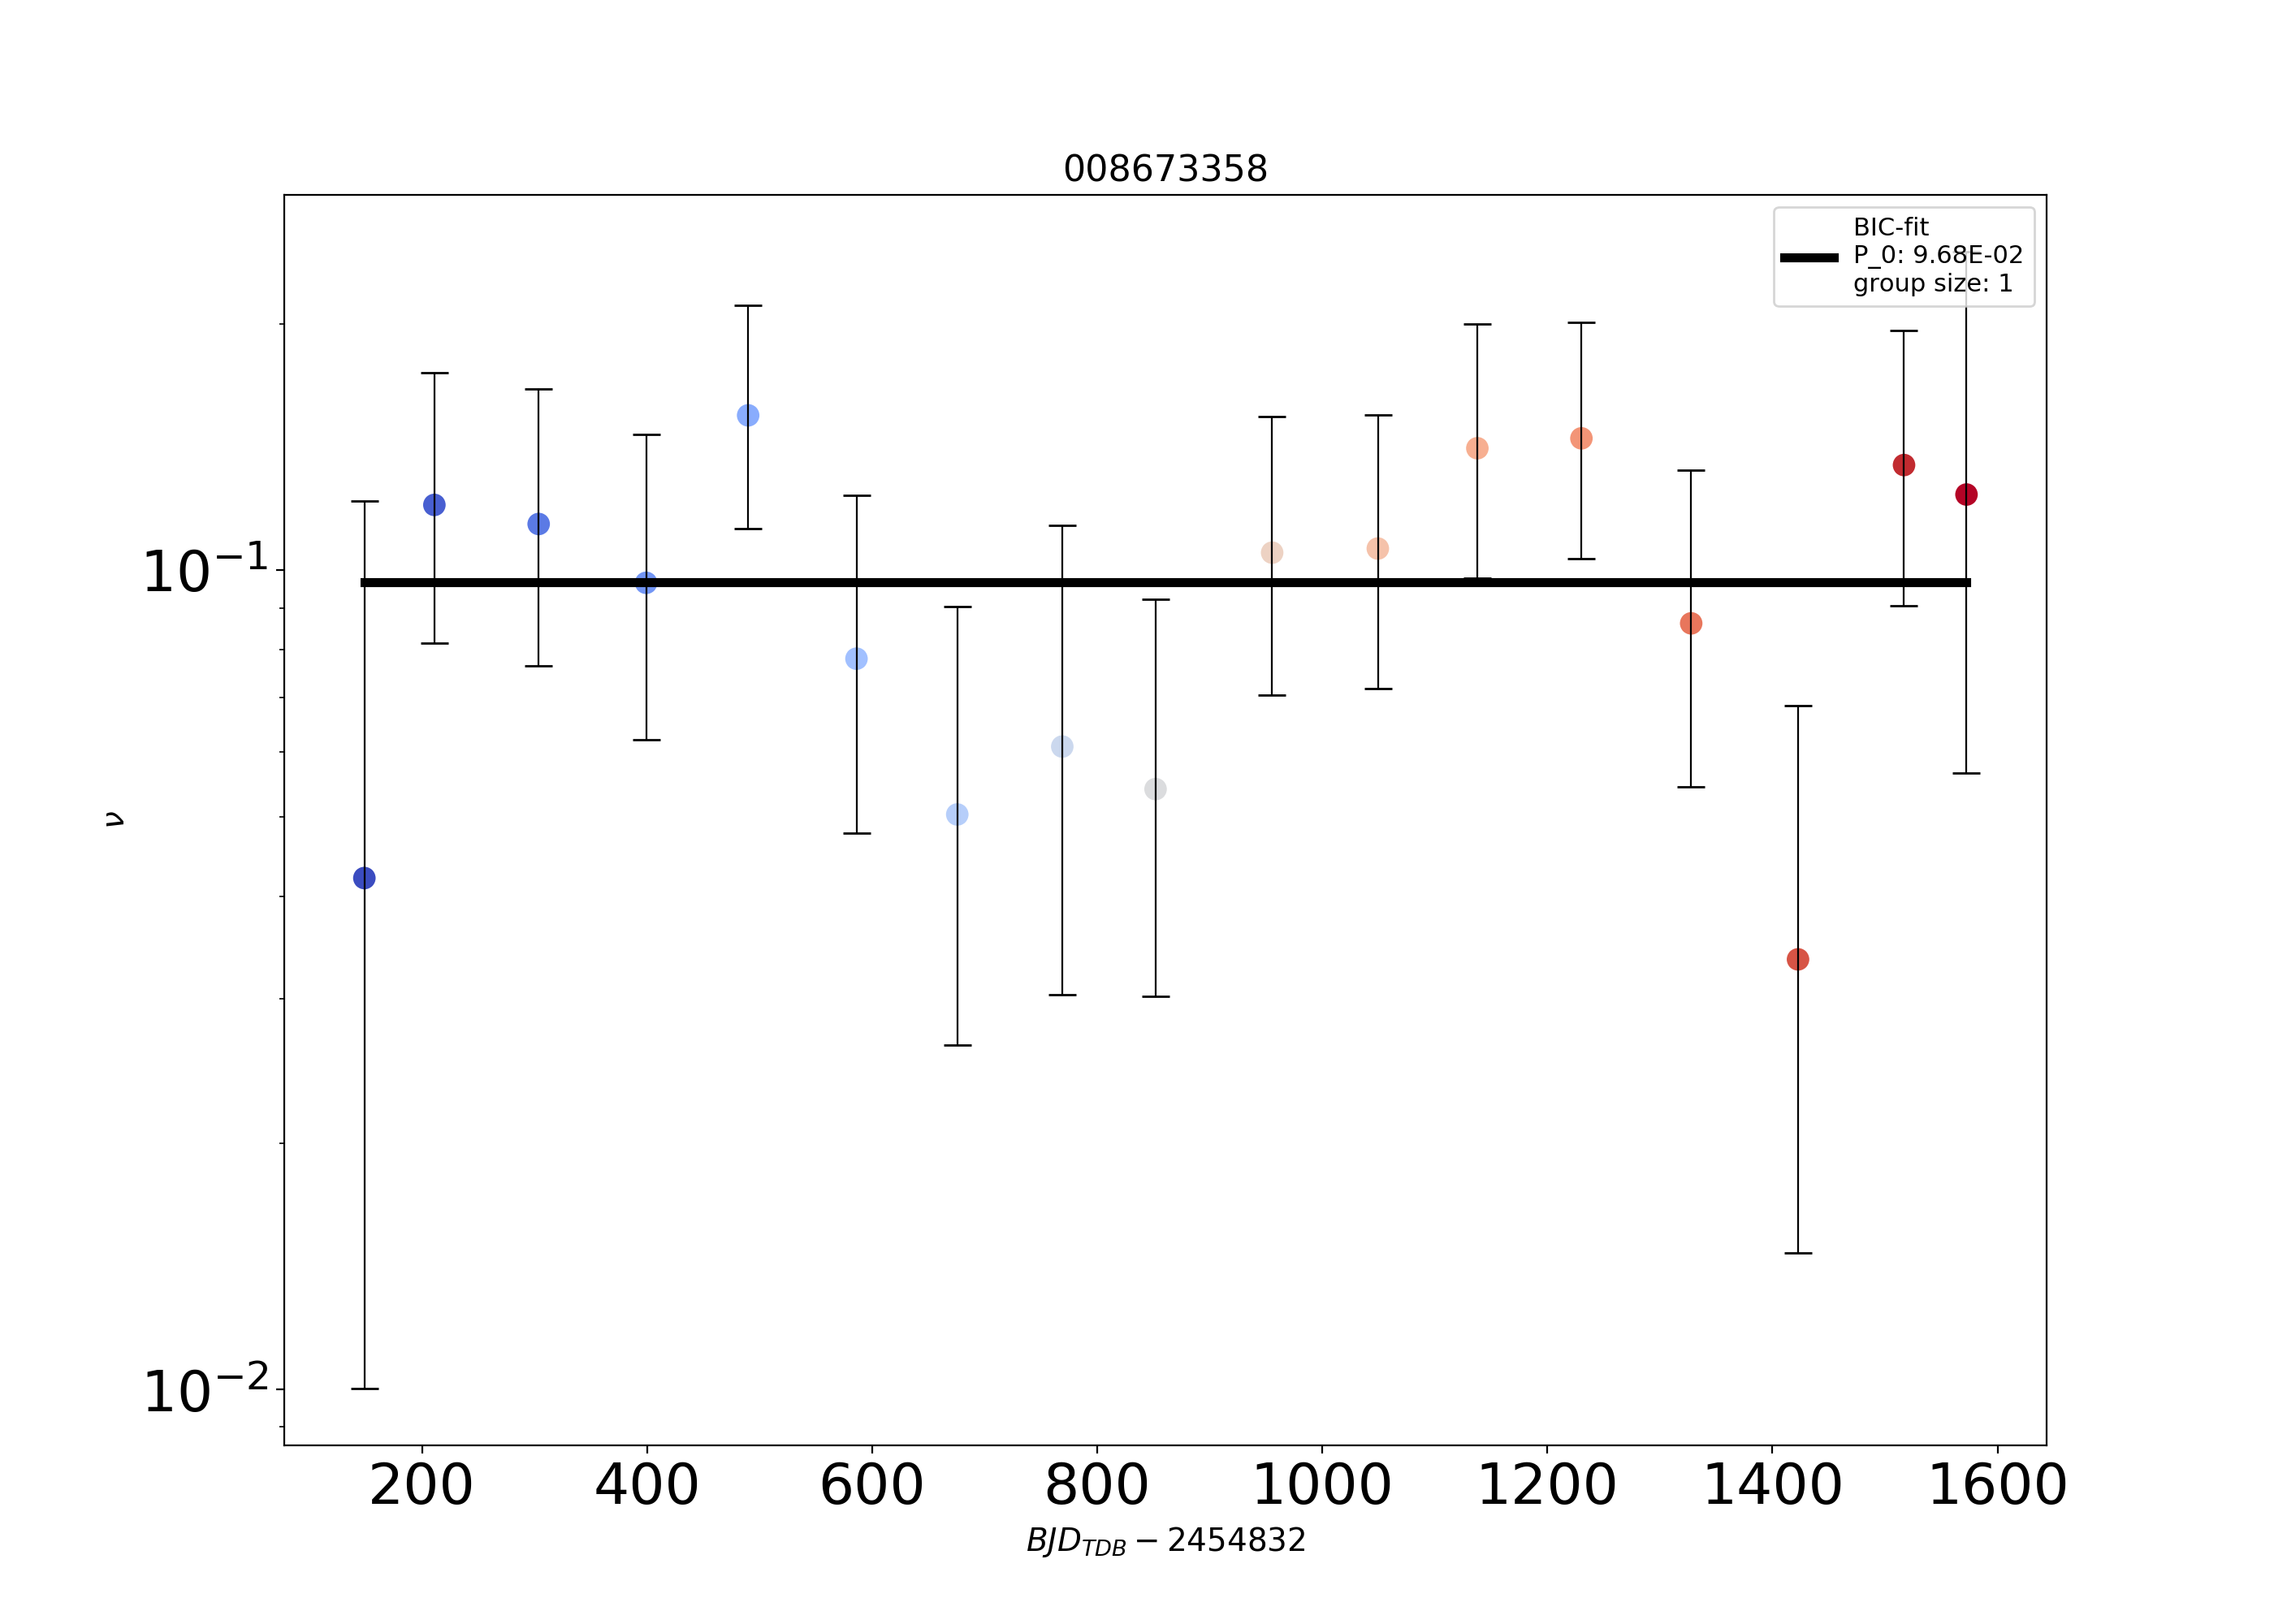 008673358
BIC-fit
P_0: 9.68E-02
group size: 1
10⁻¹
10⁻²
ν
200 400 600 800 1000 1200 1400 1600
BJD_TDB − 2454832